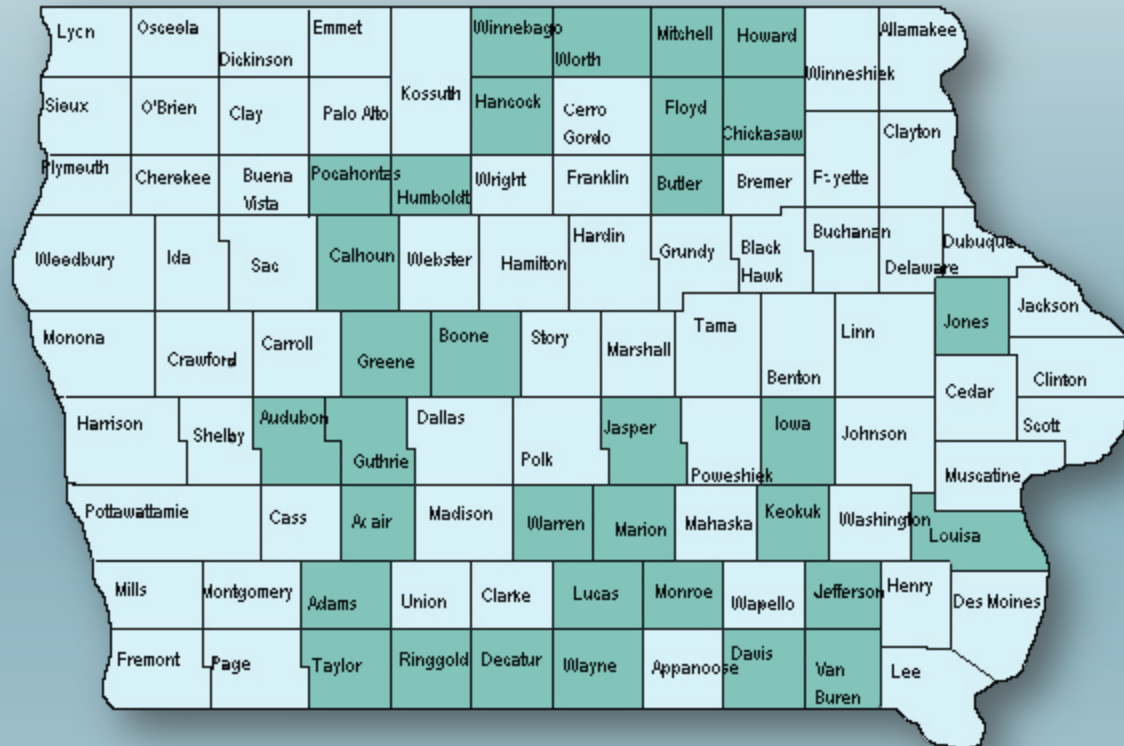 Lycn
Osceola
Dickinson
Emmet
Winnebago
Worth
Mitchell
Howard
Winneshiek
Allamakee
Sioux
O'Brien
Clay
Palo Alto
Kossuth
Hancock
Cerro
Gordo
Floyd
Chickasaw
Clayton
Plymouth
Cherokee
Buena
Vista
Pocahontas
Humboldt
Wright
Franklin
Butler
Bremer
Fayette
Woodbury
Ida
Sac
Calhoun
Webster
Hamilton
Hardin
Grundy
Black
Hawk
Buchanan
Delaware
Dubuque
Monona
Crawford
Carroll
Greene
Boone
Story
Marshall
Tama
Benton
Linn
Jones
Jackson
Harrison
Shelby
Audubon
Guthrie
Dallas
Polk
Jasper
Poweshiek
Iowa
Johnson
Cedar
Clinton
Scott
Muscatine
Pottawattamie
Cass
Acair
Madison
Warren
Marion
Mahaska
Keokuk
Washington
Louisa
Mills
Montgomery
Adams
Union
Clarke
Lucas
Monroe
Wapello
Jefferson
Henry
Des Moines
Fremont
Page
Taylor
Ringgold
Decatur
Wayne
Appanoose
Davis
Van
Buren
Lee